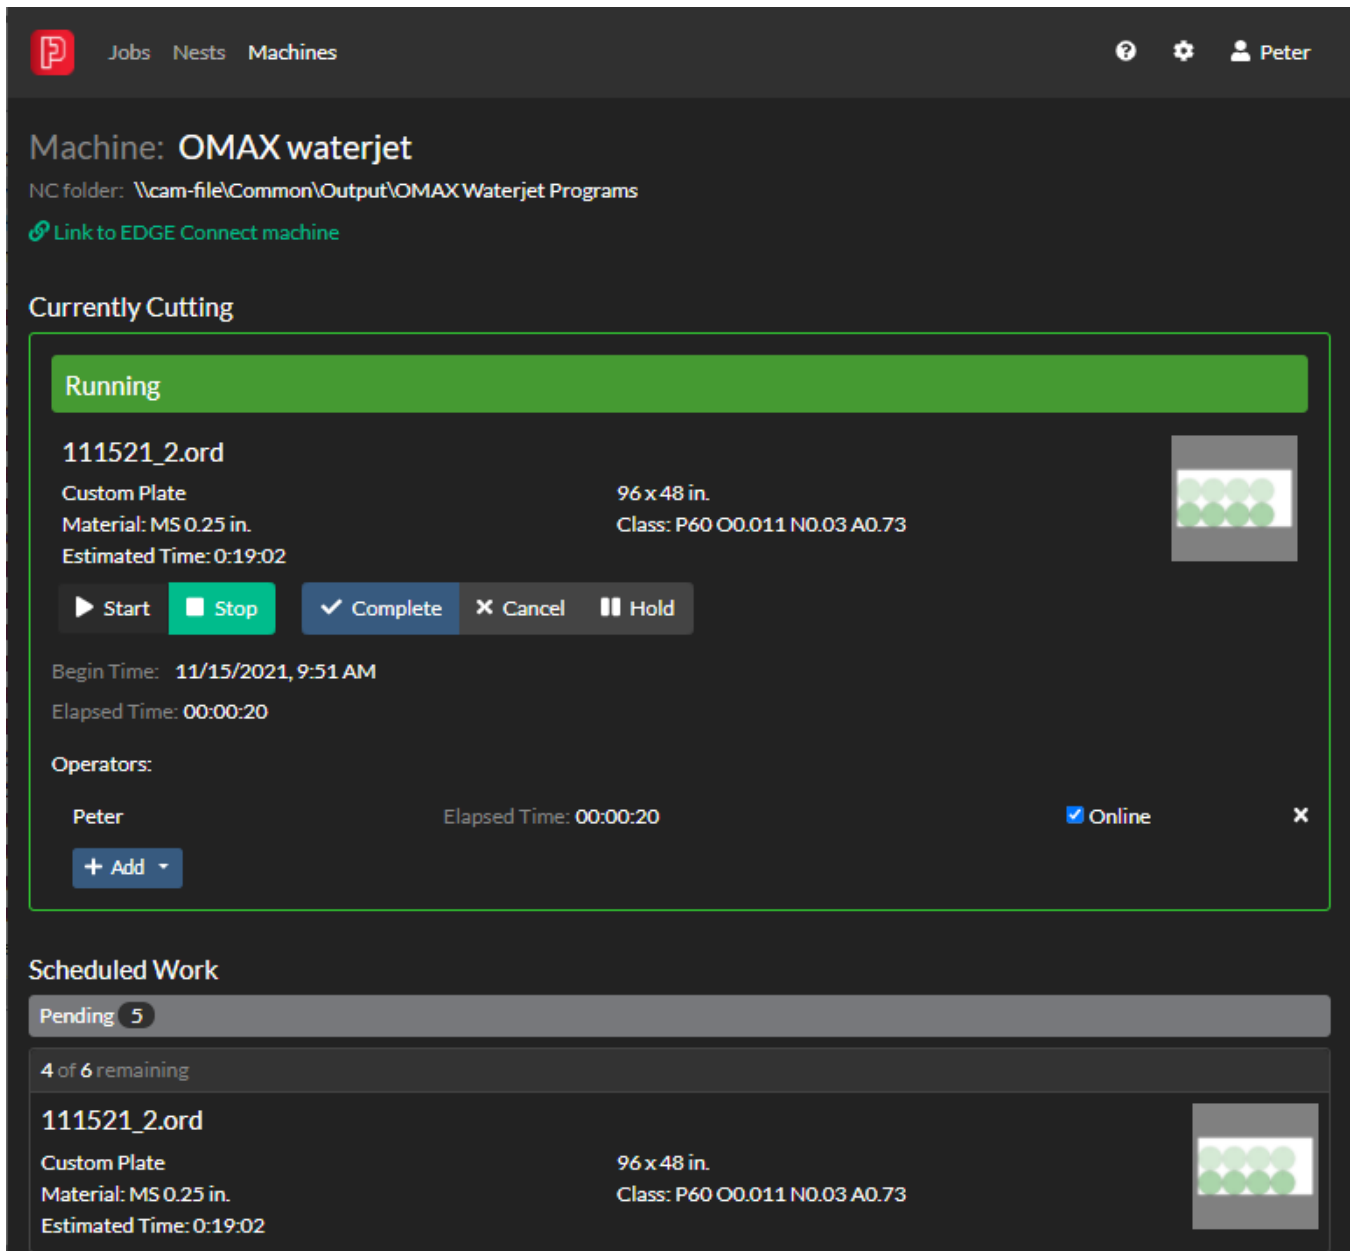 Jobs Nests Machines Peter
Machine: OMAX waterjet
NC folder: \\cam-file\Common\Output\OMAX Waterjet Programs
Link to EDGE Connect machine
Currently Cutting
Running
111521_2.ord
Custom Plate 96 x 48 in.
Material: MS 0.25 in. Class: P60 O0.011 N0.03 A0.73
Estimated Time: 0:19:02
Start Stop Complete Cancel Hold
Begin Time: 11/15/2021, 9:51 AM
Elapsed Time: 00:00:20
Operators:
Peter Elapsed Time: 00:00:20 Online
Add
Scheduled Work
Pending 5
4 of 6 remaining
111521_2.ord
Custom Plate 96 x 48 in.
Material: MS 0.25 in. Class: P60 O0.011 N0.03 A0.73
Estimated Time: 0:19:02